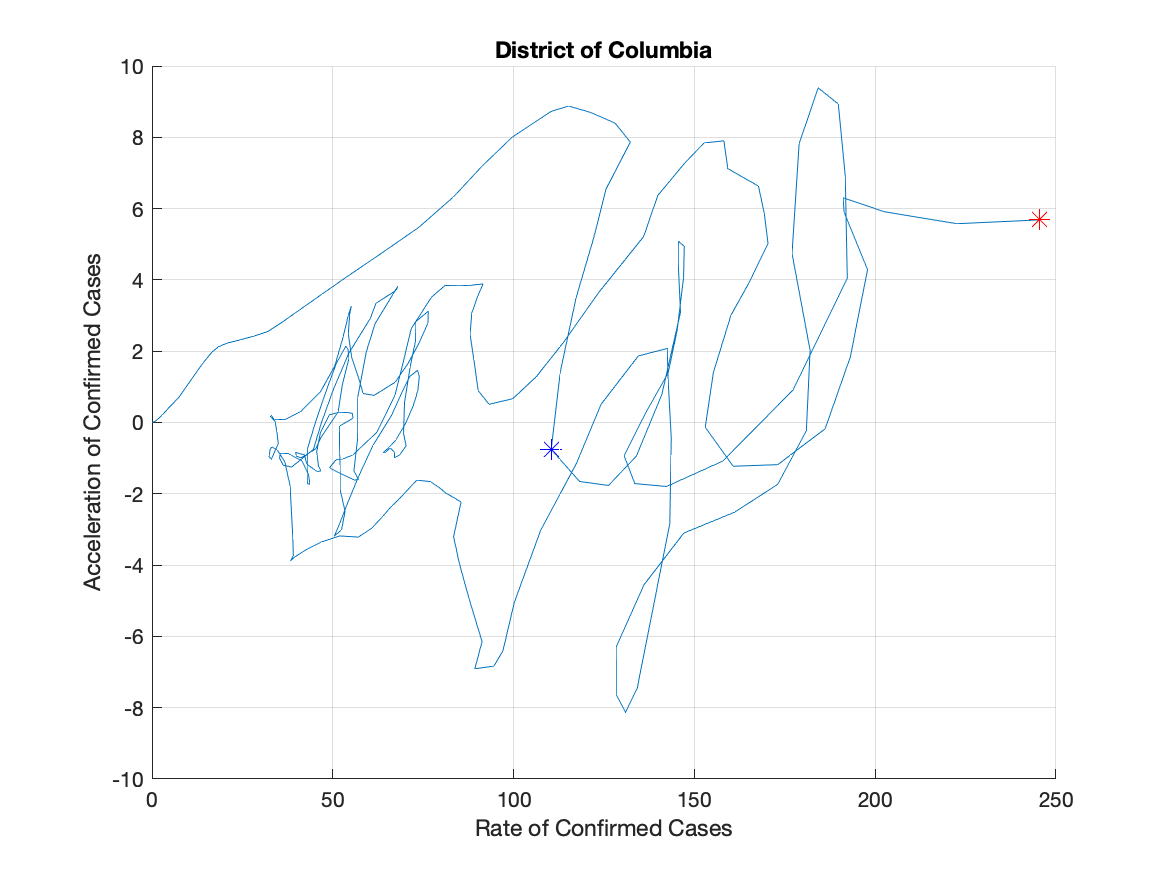 District of Columbia
10
8
6
4
2
0
-2
-4
-6
-8
-10
Acceleration of Confirmed Cases
0 50 100 150 200 250
Rate of Confirmed Cases